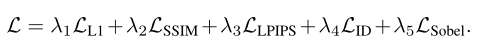 ℒ = λ₁ℒ_L1 + λ₂ℒ_SSIM + λ₃ℒ_LPIPS + λ₄ℒ_ID + λ₅ℒ_Sobel.